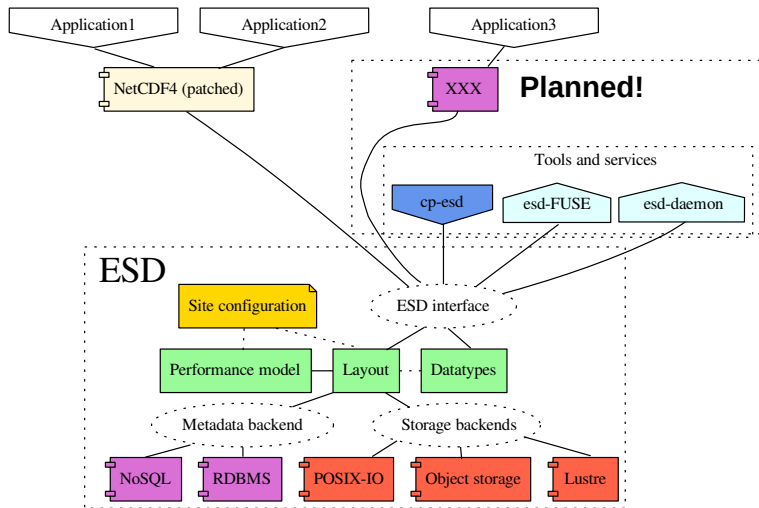 Application1
Application2
Application3
NetCDF4 (patched)
XXX
Planned!
Tools and services
cp-esd
esd-FUSE
esd-daemon
ESD
Site configuration
ESD interface
Performance model
Layout
Datatypes
Metadata backend
Storage backends
NoSQL
RDBMS
POSIX-IO
Object storage
Lustre